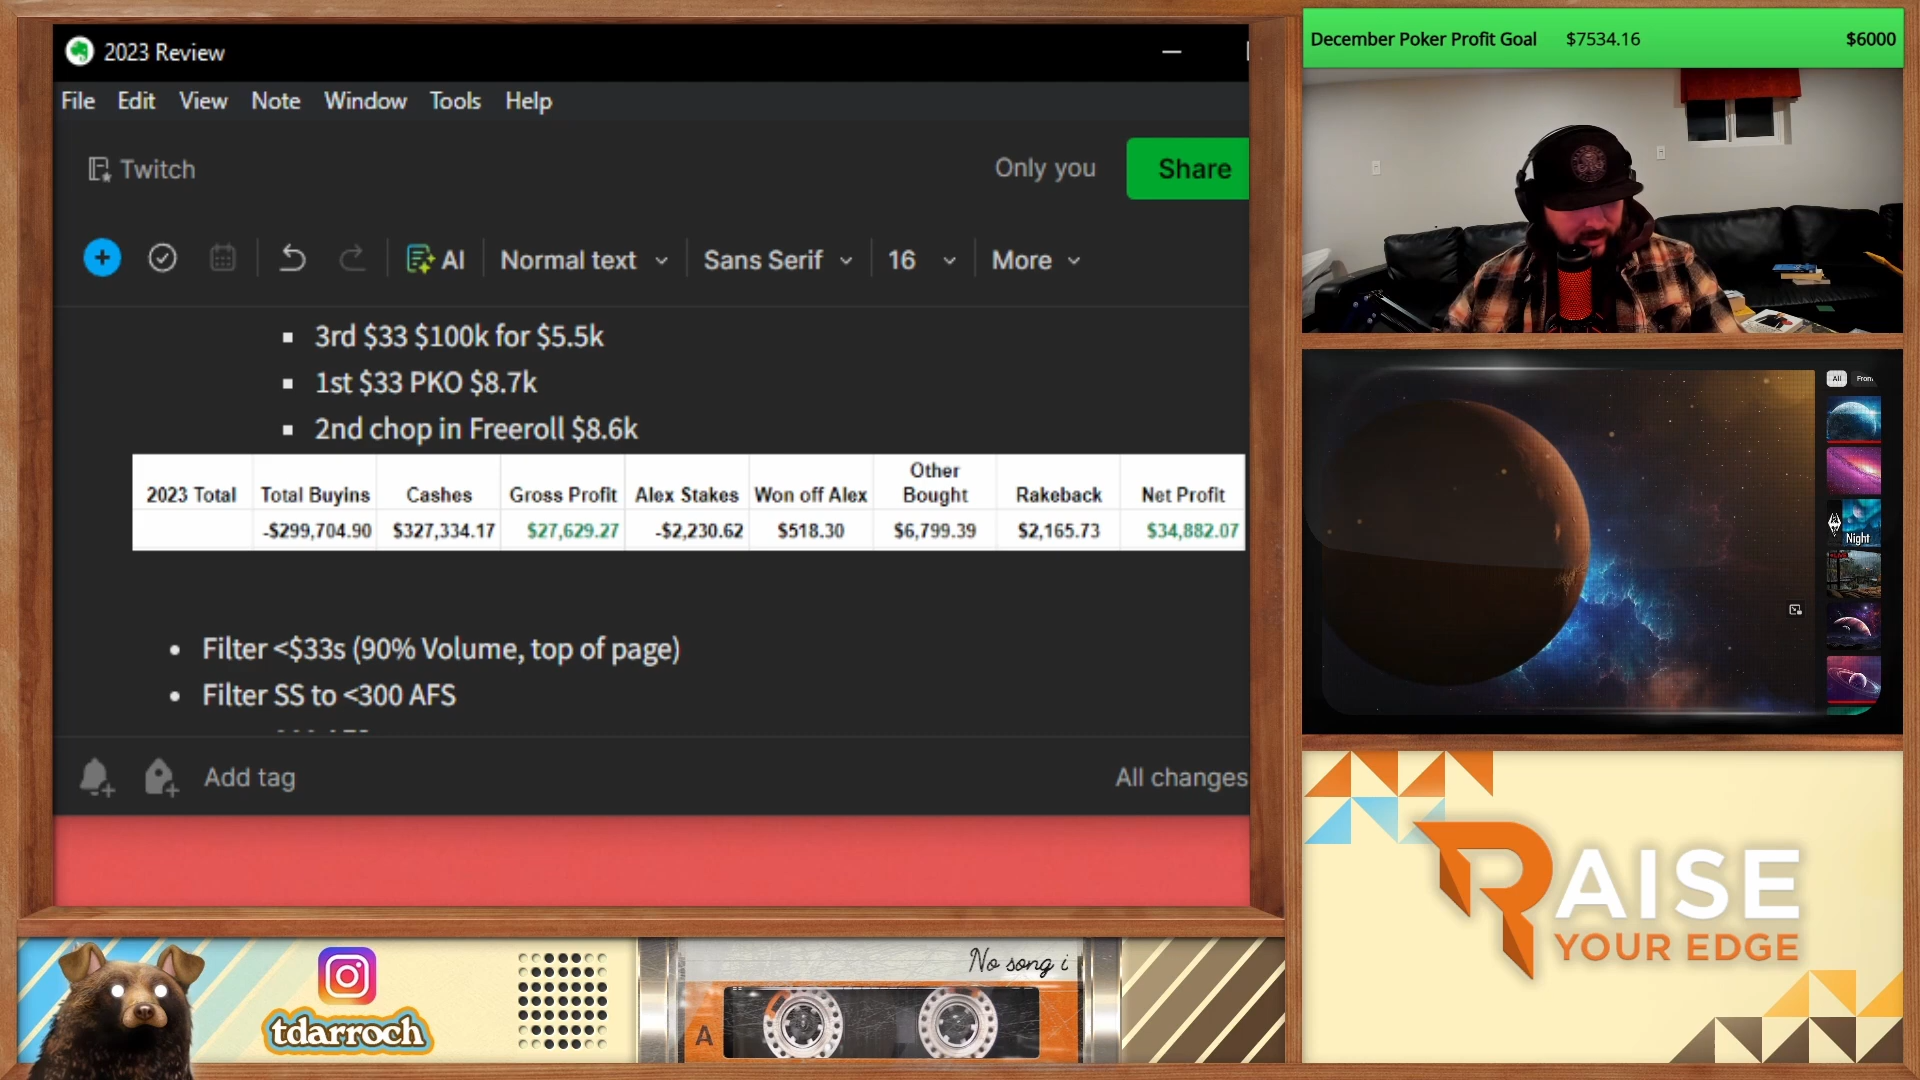 2023 Review
File Edit View Note Window Tools Help
Twitch
Only you
Share
AI Normal text Sans Serif 16 More
3rd $33 $100k for $5.5k
1st $33 PKO $8.7k
2nd chop in Freeroll $8.6k
2023 Total Total Buyins Cashes Gross Profit Alex Stakes Won off Alex Other Bought Rakeback Net Profit
-$299,704.90 $327,334.17 $27,629.27 -$2,230.62 $518.30 $6,799.39 $2,165.73 $34,882.07
Filter <$33s (90% Volume, top of page)
Filter SS to <300 AFS
Add tag
All changes
December Poker Profit Goal $7534.16 $6000
All
Night
RAISE
YOUR EDGE
tdarroch
No song i
A